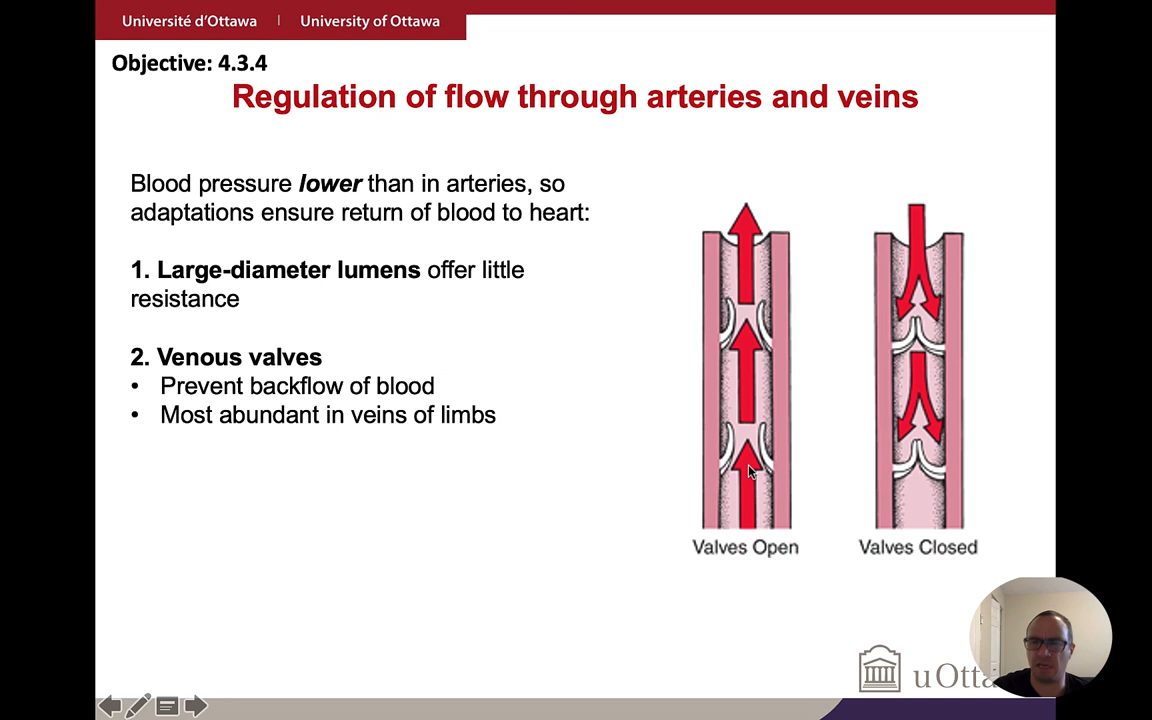 Université d'Ottawa | University of Ottawa
Objective: 4.3.4
Regulation of flow through arteries and veins
Blood pressure lower than in arteries, so
adaptations ensure return of blood to heart:
1. Large-diameter lumens offer little
resistance
2. Venous valves
• Prevent backflow of blood
• Most abundant in veins of limbs
Valves Open
Valves Closed
uOtta